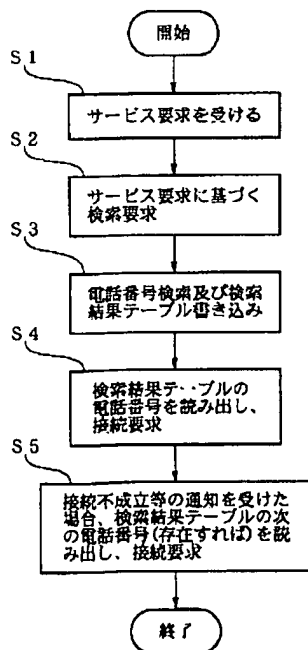 開始
S1
サービス要求を受ける
S2
サービス要求に基づく
検索要求
S3
電話番号検索及び検索
結果テーブル書き込み
S4
検索結果テーブルの
電話番号を読み出し、
接続要求
S5
接続不成立等の通知を受けた
場合、検索結果テーブルの次
の電話番号(存在すれば)を読
み出し、接続要求
終了